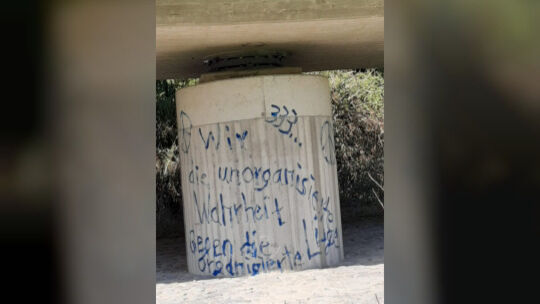 333...
Wir
die unorganisierte
Wahrheit
Gegen die
organisierte Lüge